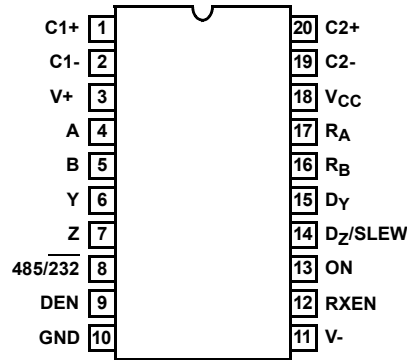 C1+ 1 20 C2+
C1- 2 19 C2-
V+ 3 18 VCC
A 4 17 RA
B 5 16 RB
Y 6 15 DY
Z 7 14 DZ/SLEW
485/232 8 13 ON
DEN 9 12 RXEN
GND 10 11 V-